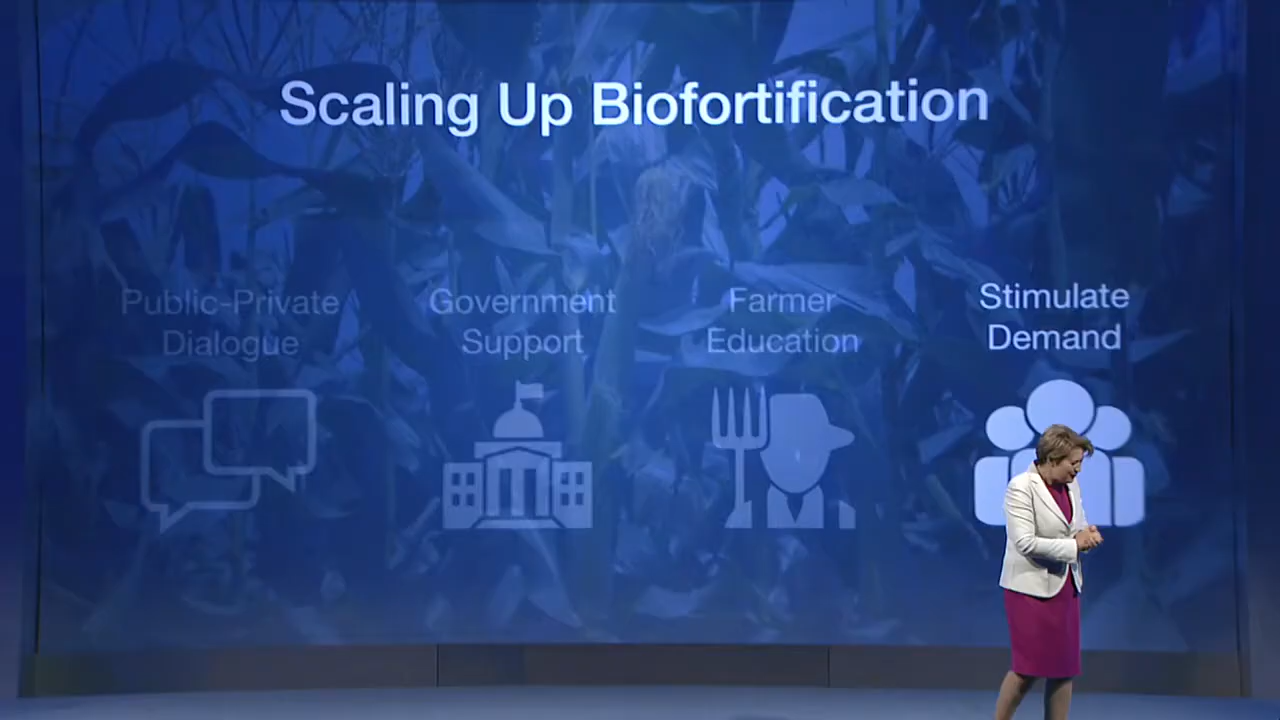 Scaling Up Biofortification
Public-Private
Dialogue
Government
Support
Farmer
Education
Stimulate
Demand